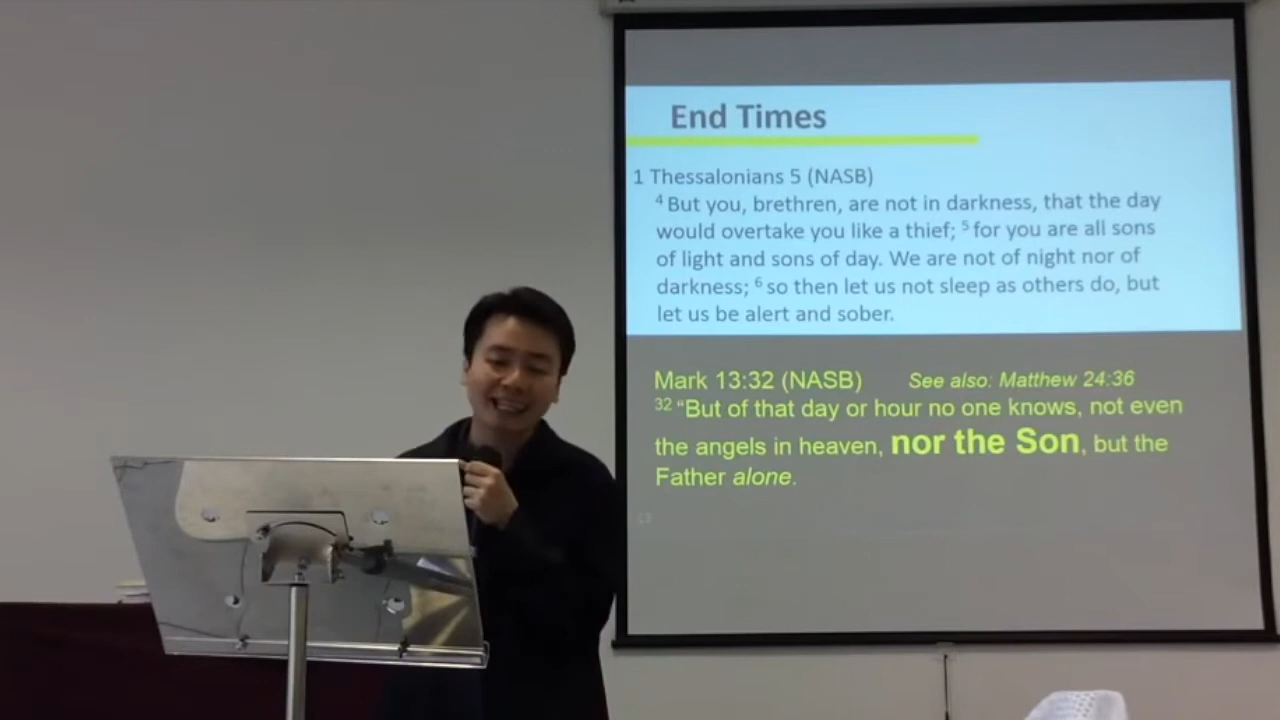 End Times
1 Thessalonians 5 (NASB)
4 But you, brethren, are not in darkness, that the day
would overtake you like a thief; 5 for you are all sons
of light and sons of day. We are not of night nor of
darkness; 6 so then let us not sleep as others do, but
let us be alert and sober.
Mark 13:32 (NASB) See also: Matthew 24:36
32 “But of that day or hour no one knows, not even
the angels in heaven, nor the Son, but the
Father alone.